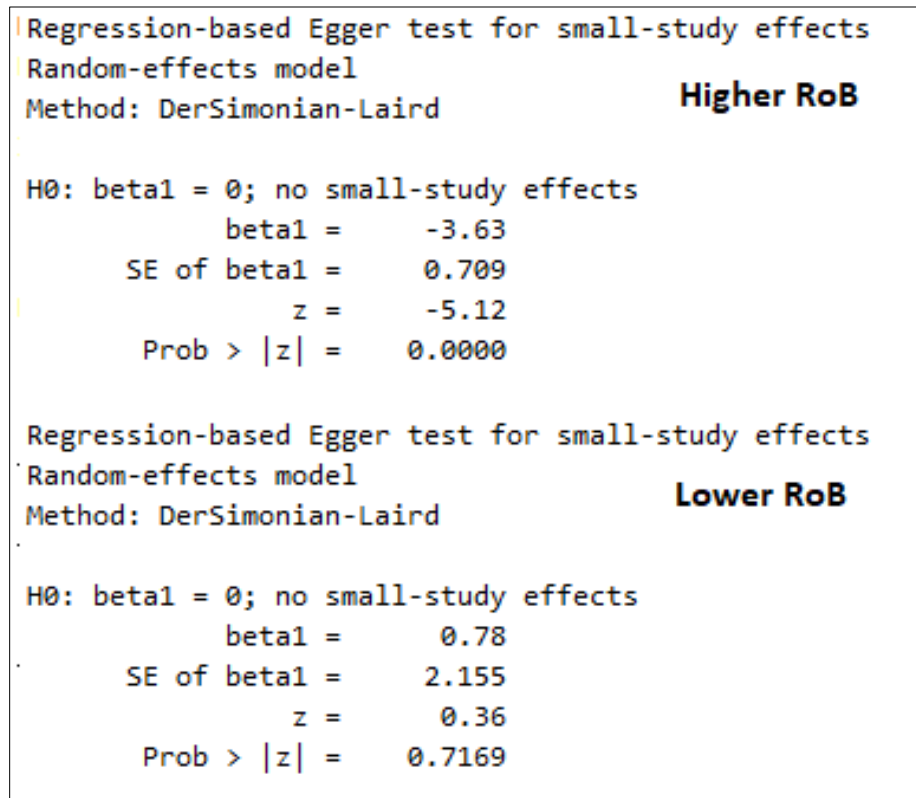 Regression-based Egger test for small-study effects
Random-effects model
Method: DerSimonian-Laird
Higher RoB
H0: beta1 = 0; no small-study effects
beta1 = -3.63
SE of beta1 = 0.709
z = -5.12
Prob > |z| = 0.0000
Regression-based Egger test for small-study effects
Random-effects model
Method: DerSimonian-Laird
Lower RoB
H0: beta1 = 0; no small-study effects
beta1 = 0.78
SE of beta1 = 2.155
z = 0.36
Prob > |z| = 0.7169